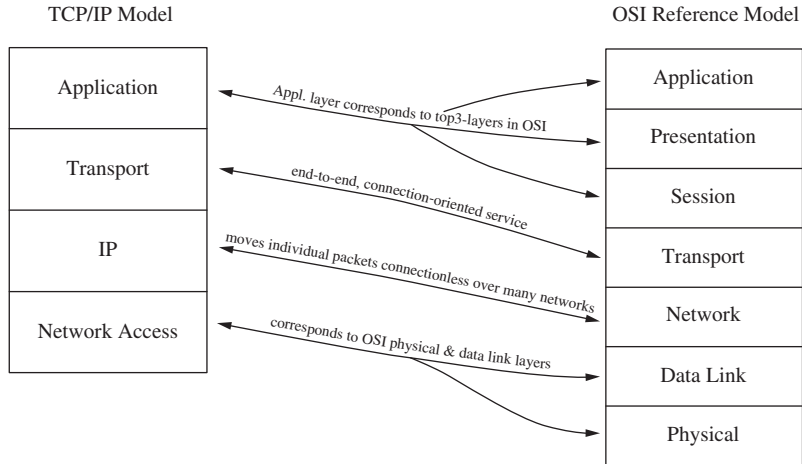 TCP/IP Model
OSI Reference Model
Application
Transport
IP
Network Access
Appl. layer corresponds to top3-layers in OSI
end-to-end, connection-oriented service
moves individual packets connectionless over many networks
corresponds to OSI physical & data link layers
Application
Presentation
Session
Transport
Network
Data Link
Physical